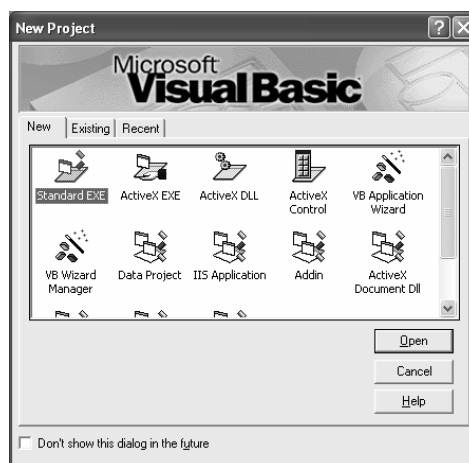 New Project
Microsoft
Visual Basic
New Existing Recent
Standard EXE ActiveX EXE ActiveX DLL ActiveX Control VB Application Wizard
VB Wizard Manager Data Project IIS Application Addin ActiveX Document Dll
Open
Cancel
Help
Don't show this dialog in the future